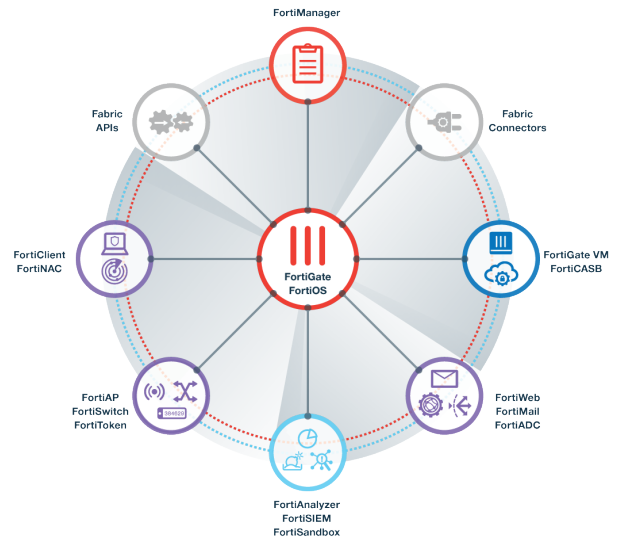 FortiManager
Fabric
APIs
Fabric
Connectors
FortiClient
FortiNAC
FortiGate
FortiOS
FortiGate VM
FortiCASB
FortiAP
FortiSwitch
FortiToken
384629
FortiWeb
FortiMail
FortiADC
FortiAnalyzer
FortiSIEM
FortiSandbox